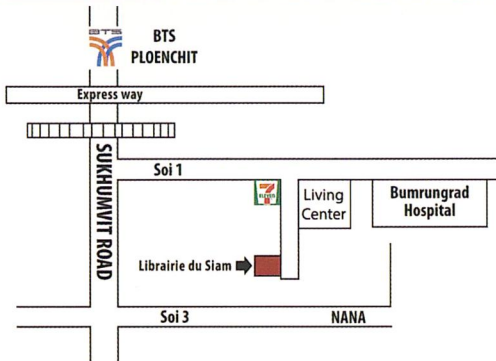 BTS
BTS
PLOENCHIT
Express way
SUKHUMVIT ROAD
Soi 1
7
ELEVEN
Living
Center
Bumrungrad
Hospital
Librairie du Siam
Soi 3
NANA